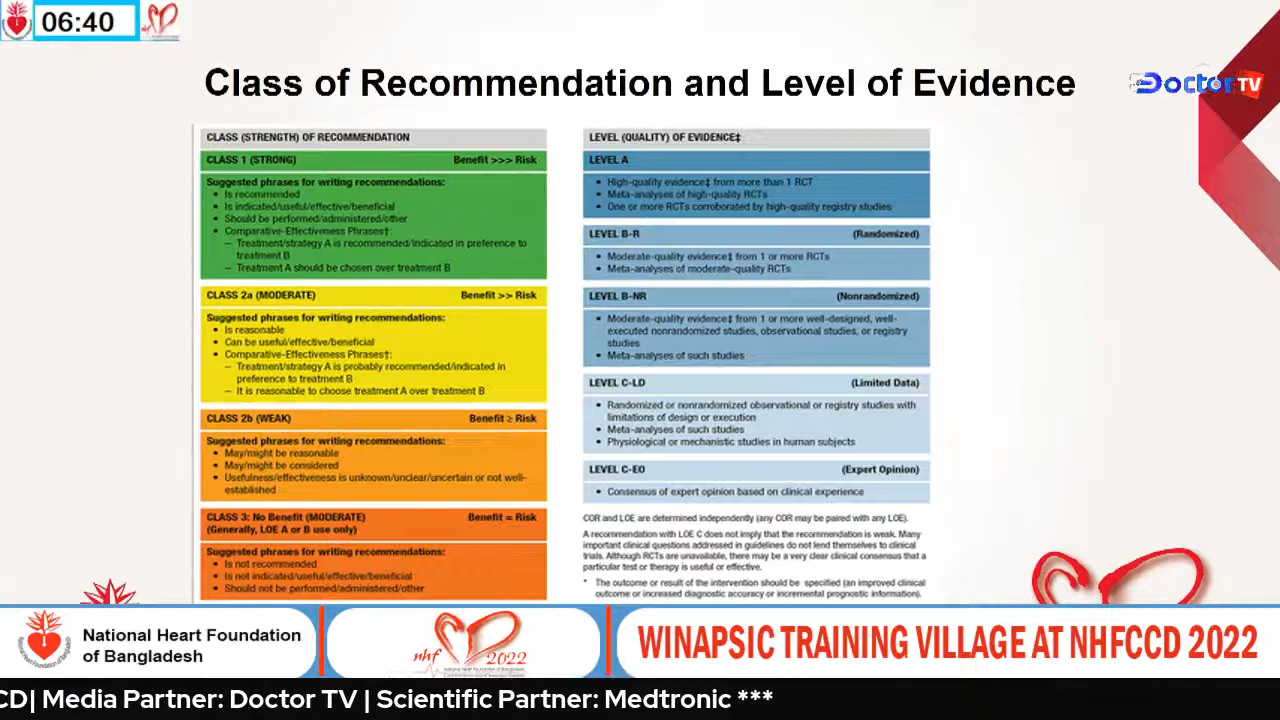 06:40
Class of Recommendation and Level of Evidence
Doctor TV
CLASS (STRENGTH) OF RECOMMENDATION
CLASS 1 (STRONG) Benefit >>> Risk
Suggested phrases for writing recommendations:
• Is recommended
• Is indicated/useful/effective/beneficial
• Should be performed/administered/other
• Comparative-Effectiveness Phrases†:
– Treatment/strategy A is recommended/indicated in preference to
treatment B
– Treatment A should be chosen over treatment B
CLASS 2a (MODERATE) Benefit >> Risk
Suggested phrases for writing recommendations:
• Is reasonable
• Can be useful/effective/beneficial
• Comparative-Effectiveness Phrases†:
– Treatment/strategy A is probably recommended/indicated in
preference to treatment B
– It is reasonable to choose treatment A over treatment B
CLASS 2b (WEAK) Benefit ≥ Risk
Suggested phrases for writing recommendations:
• May/might be reasonable
• May/might be considered
• Usefulness/effectiveness is unknown/unclear/uncertain or not well-
established
CLASS 3: No Benefit (MODERATE) Benefit = Risk
(Generally, LOE A or B use only)
Suggested phrases for writing recommendations:
• Is not recommended
• Is not indicated/useful/effective/beneficial
• Should not be performed/administered/other
LEVEL (QUALITY) OF EVIDENCE‡
LEVEL A
• High-quality evidence‡ from more than 1 RCT
• Meta-analyses of high-quality RCTs
• One or more RCTs corroborated by high-quality registry studies
LEVEL B-R (Randomized)
• Moderate-quality evidence‡ from 1 or more RCTs
• Meta-analyses of moderate-quality RCTs
LEVEL B-NR (Nonrandomized)
• Moderate-quality evidence‡ from 1 or more well-designed, well-
executed nonrandomized studies, observational studies, or registry
studies
• Meta-analyses of such studies
LEVEL C-LD (Limited Data)
• Randomized or nonrandomized observational or registry studies with
limitations of design or execution
• Meta-analyses of such studies
• Physiological or mechanistic studies in human subjects
LEVEL C-EO (Expert Opinion)
• Consensus of expert opinion based on clinical experience
COR and LOE are determined independently (any COR may be paired with any LOE).
A recommendation with LOE C does not imply that the recommendation is weak. Many
important clinical questions addressed in guidelines do not lend themselves to clinical
trials. Although RCTs are unavailable, there may be a very clear clinical consensus that a
particular test or therapy is useful or effective.
* The outcome or result of the intervention should be specified (an improved clinical
outcome or increased diagnostic accuracy or incremental prognostic information).
National Heart Foundation
of Bangladesh
nhf 2022
WINAPSIC TRAINING VILLAGE AT NHFCCD 2022
CD| Media Partner: Doctor TV | Scientific Partner: Medtronic ***